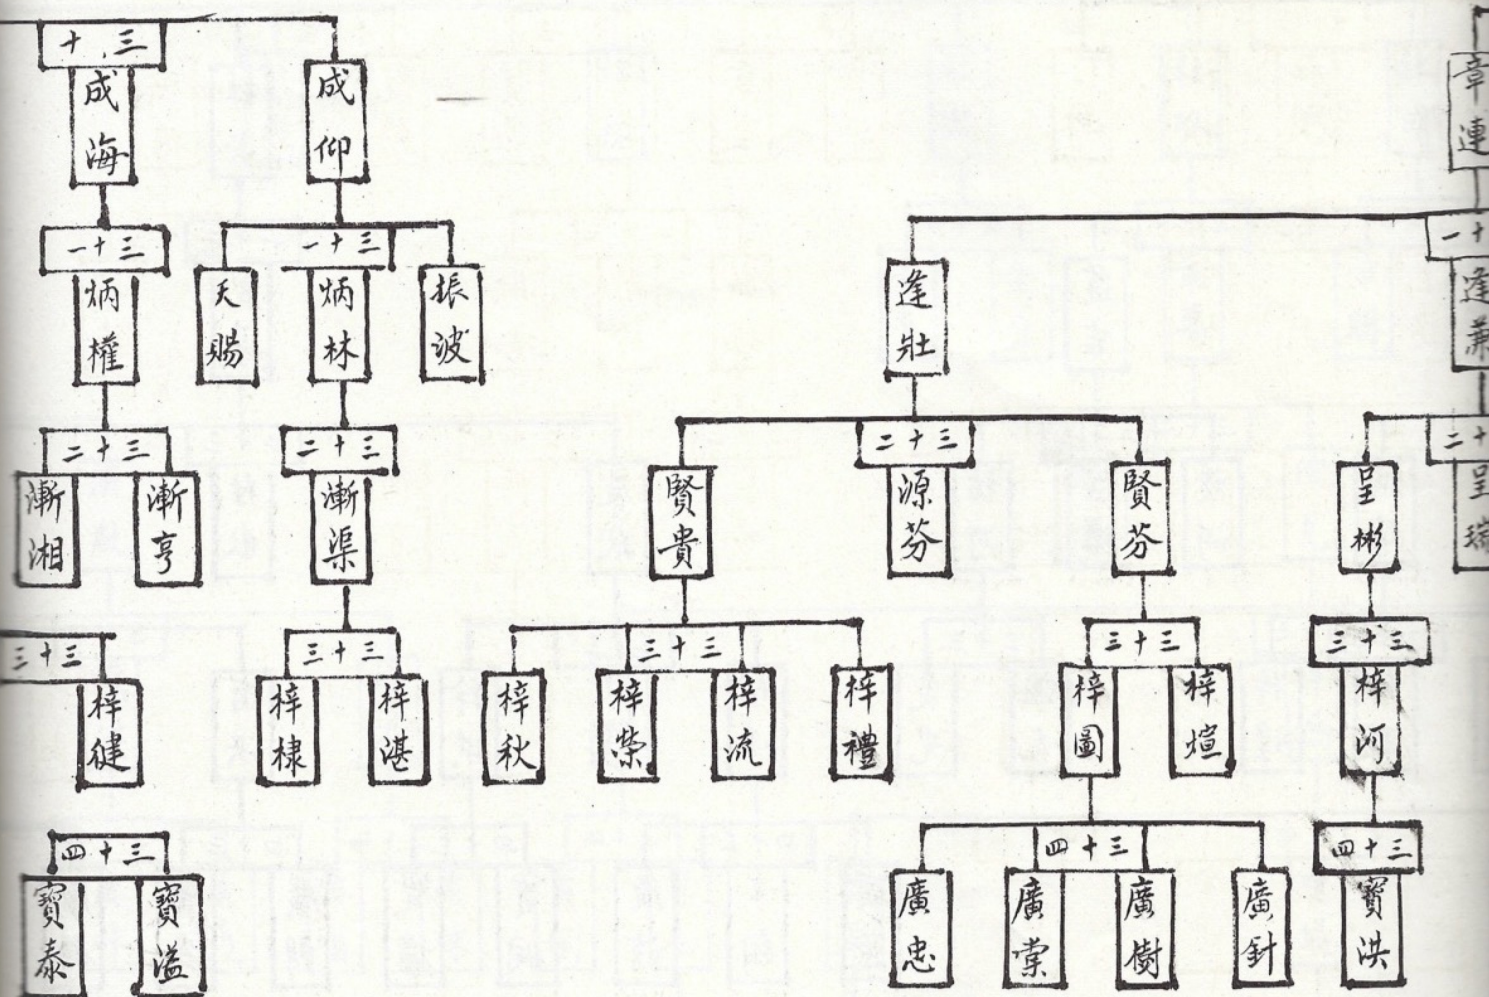 三十
成仰
成海
章連
三十一
三十一
十一
振波
炳林
天賜
炳權
逢壯
逢兼
三十二
三十二
三十二
十二
呈彬
賢芬
源芬
賢貴
漸渠
漸亨
漸湘
三十三
三十三
三十三
三十三
三十三
梓河
梓煊
梓圖
梓禮
梓流
梓榮
梓秋
梓湛
梓棣
梓健
三十四
三十四
三十四
寶洪
廣針
廣樹
廣棠
廣忠
寶溢
寶泰